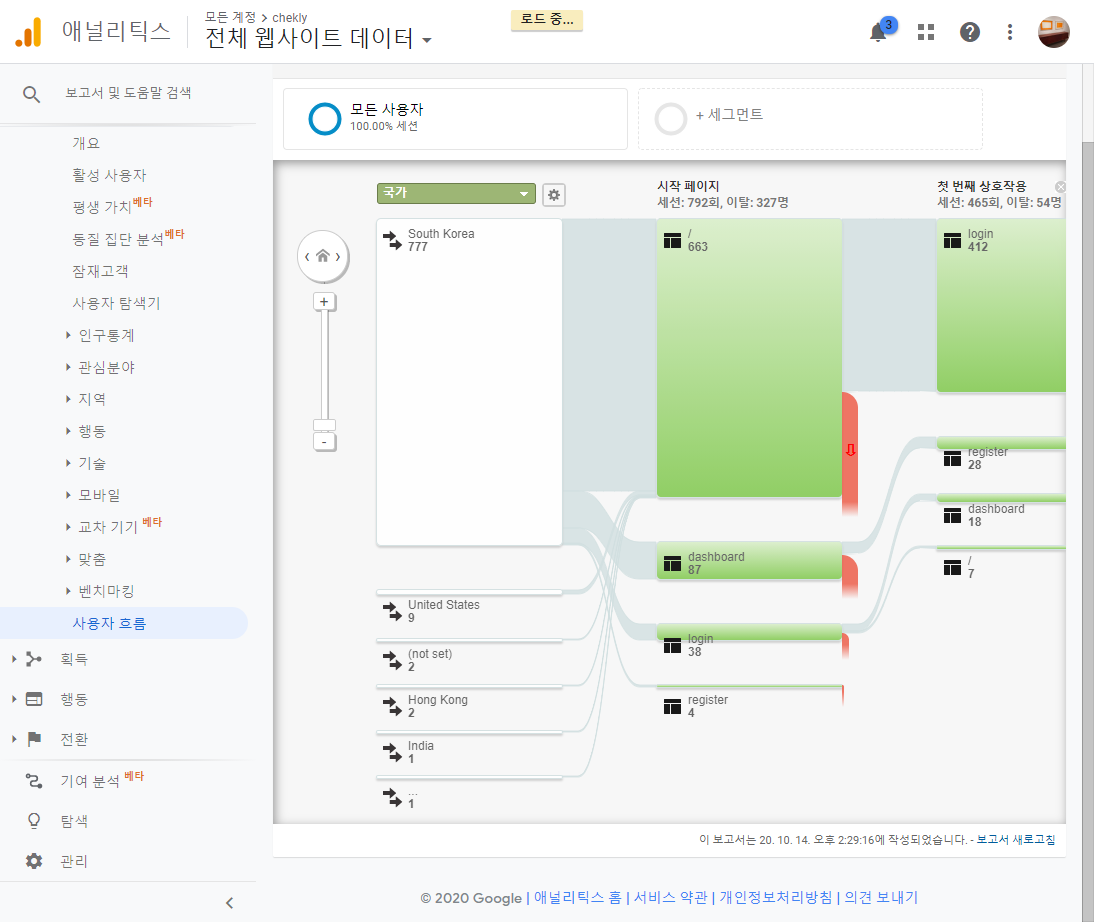 애널리틱스
모든 계정 > chekly
전체 웹사이트 데이터
로드 중...
3
보고서 및 도움말 검색
개요
활성 사용자
평생 가치 베타
동질 집단 분석 베타
잠재고객
사용자 탐색기
인구통계
관심분야
지역
행동
기술
모바일
교차 기기 베타
맞춤
벤치마킹
사용자 흐름
획득
행동
전환
기여 분석 베타
탐색
관리
모든 사용자
100.00% 세션
+ 세그먼트
국가
South Korea
777
United States
9
(not set)
2
Hong Kong
2
India
1
...
1
+
-
시작 페이지
세션: 792회, 이탈: 327명
/
663
dashboard
87
login
38
register
4
첫 번째 상호작용
세션: 465회, 이탈: 54명
login
412
register
28
dashboard
18
/
7
이 보고서는 20. 10. 14. 오후 2:29:16에 작성되었습니다. - 보고서 새로고침
© 2020 Google | 애널리틱스 홈 | 서비스 약관 | 개인정보처리방침 | 의견 보내기